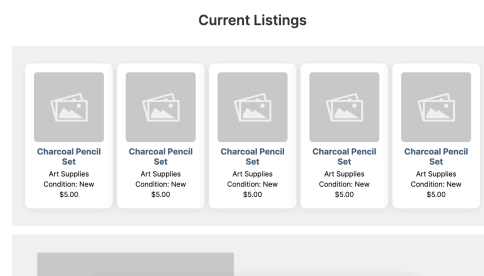 Current Listings
Charcoal Pencil
Set
Art Supplies
Condition: New
$5.00
Charcoal Pencil
Set
Art Supplies
Condition: New
$5.00
Charcoal Pencil
Set
Art Supplies
Condition: New
$5.00
Charcoal Pencil
Set
Art Supplies
Condition: New
$5.00
Charcoal Pencil
Set
Art Supplies
Condition: New
$5.00